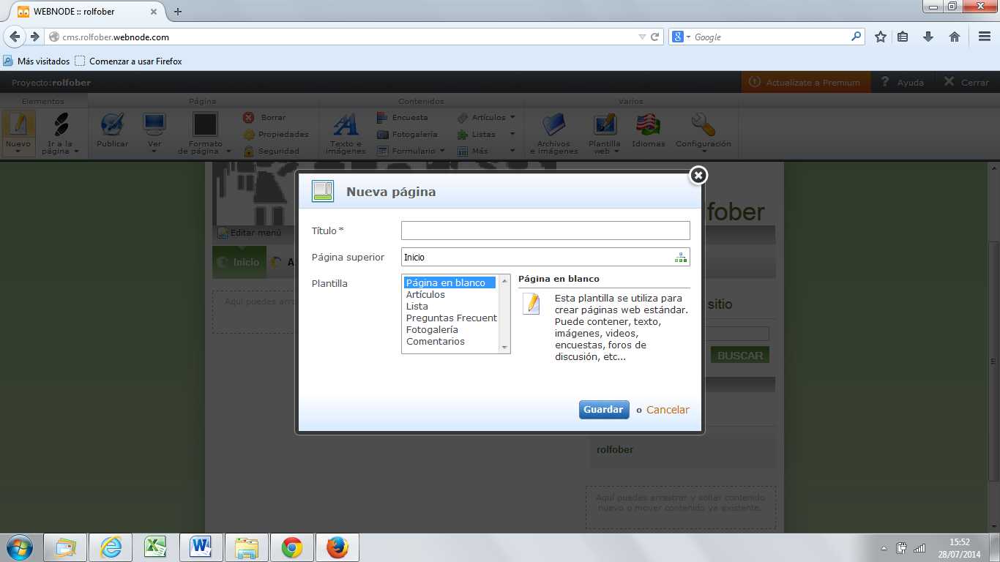 WEBNODE :: rolfober
cms.rolfober.webnode.com
Google
Más visitados
Comenzar a usar Firefox
Proyecto:rolfober
Actualízate a Premium
? Ayuda
Cerrar
Elementos
Página
Contenidos
Varios
Nuevo
Ir a la
página
Publicar
Ver
Formato
de página
Borrar
Propiedades
Seguridad
Texto e
imágenes
Encuesta
Fotogalería
Formulario
Artículos
Listas
Más
Archivos
e imágenes
Plantilla
web
Idiomas
Configuración
fober
Editar menú
Inicio
A
Aquí puedes arra
sitio
BUSCAR
rolfober
Aquí puedes arrastrar y soltar contenido
nuevo o mover contenido ya existente.
Nueva página
Título *
Página superior
Inicio
Plantilla
Página en blanco
Artículos
Lista
Preguntas Frecuent
Fotogalería
Comentarios
Página en blanco
Esta plantilla se utiliza para
crear páginas web estándar.
Puede contener, texto,
imágenes, videos,
encuestas, foros de
discusión, etc...
Guardar o Cancelar
15:52
28/07/2014